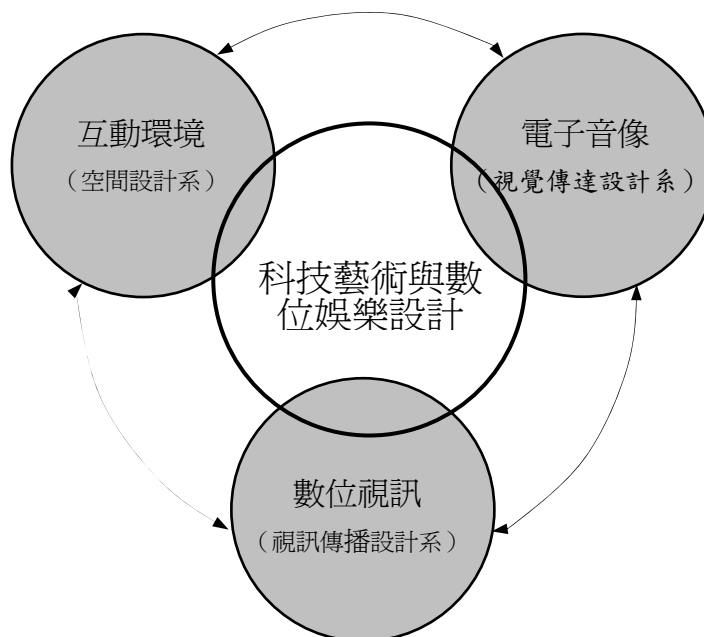 互動環境
（空間設計系）
電子音像
（視覺傳達設計系）
科技藝術與數
位娛樂設計
數位視訊
（視訊傳播設計系）